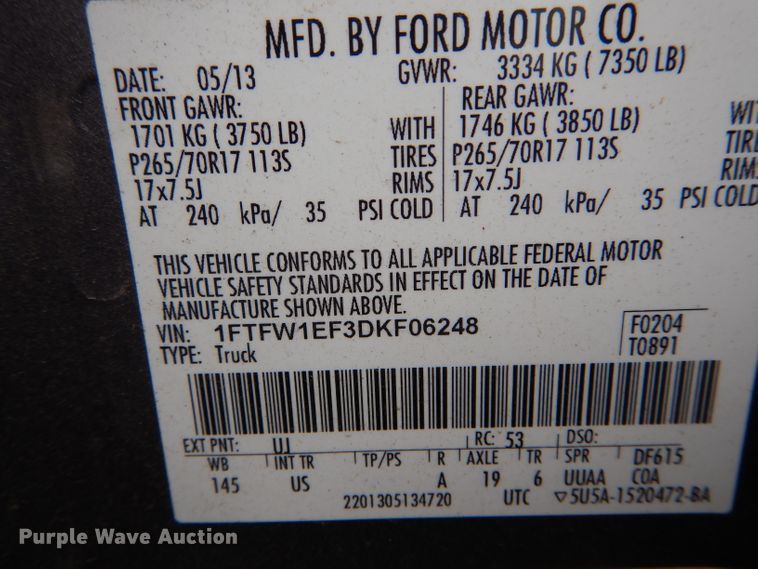 MFD. BY FORD MOTOR CO.
DATE: 05/13 GVWR: 3334 KG ( 7350 LB)
FRONT GAWR: REAR GAWR:
1701 KG ( 3750 LB) WITH 1746 KG ( 3850 LB) WI
P265/70R17 113S TIRES P265/70R17 113S TIRE
17x7.5J RIMS 17x7.5J RIM
AT 240 kPa/ 35 PSI COLD AT 240 kPa/ 35 PSI COLD
THIS VEHICLE CONFORMS TO ALL APPLICABLE FEDERAL MOTOR
VEHICLE SAFETY STANDARDS IN EFFECT ON THE DATE OF
MANUFACTURE SHOWN ABOVE.
VIN: 1FTFW1EF3DKF06248 F0204
TYPE: Truck T0891
EXT PNT: UJ RC: 53 DSO:
WB INT TR TP/PS R AXLE TR SPR DF615
145 US A 19 6 UUAA COA
2201305134720 UTC ▽5U5A-1520472-BA
Purple Wave Auction